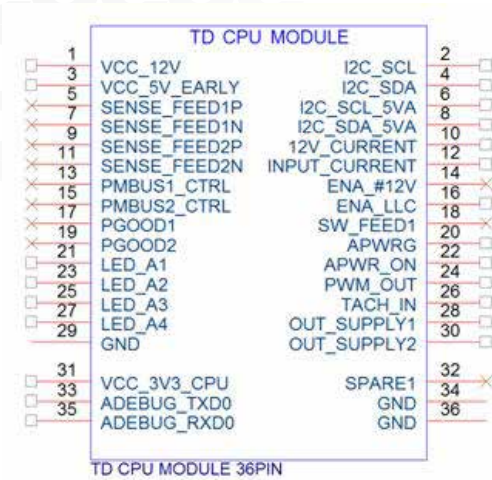 TD CPU MODULE
1 VCC_12V I2C_SCL 2
3 VCC_5V_EARLY I2C_SDA 4
5 SENSE_FEED1P I2C_SCL_5VA 6
7 SENSE_FEED1N I2C_SDA_5VA 8
9 SENSE_FEED2P 12V_CURRENT 10
11 SENSE_FEED2N INPUT_CURRENT 12
13 PMBUS1_CTRL ENA_#12V 14
15 PMBUS2_CTRL ENA_LLC 16
17 PGOOD1 SW_FEED1 18
19 PGOOD2 APWRG 20
21 LED_A1 APWR_ON 22
23 LED_A2 PWM_OUT 24
25 LED_A3 TACH_IN 26
27 LED_A4 OUT_SUPPLY1 28
29 GND OUT_SUPPLY2 30
31 VCC_3V3_CPU SPARE1 32
33 ADEBUG_TXD0 GND 34
35 ADEBUG_RXD0 GND 36
TD CPU MODULE 36PIN